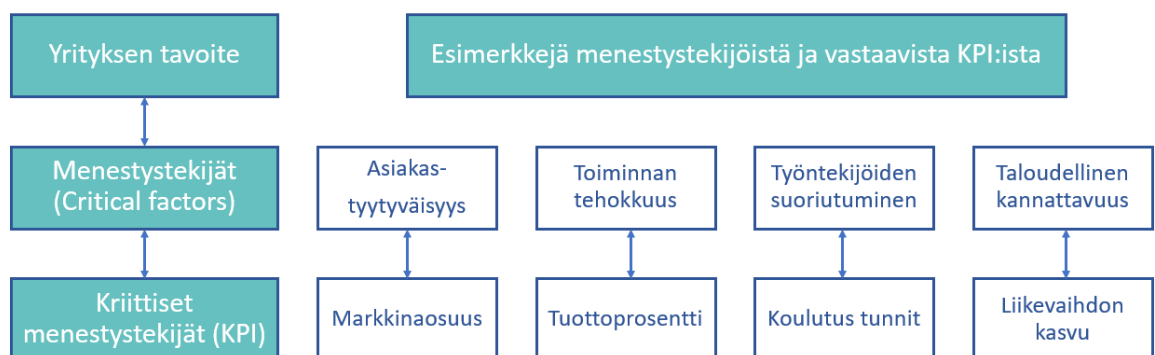 Yrityksen tavoite
Esimerkkejä menestystekijöistä ja vastaavista KPI:ista
Menestystekijät
(Critical factors)
Asiakas-
tyytyväisyys
Toiminnan
tehokkuus
Työntekijöiden
suoriutuminen
Taloudellinen
kannattavuus
Kriittiset
menestystekijät (KPI)
Markkinaosuus
Tuottoprosentti
Koulutus tunnit
Liikevaihdon
kasvu